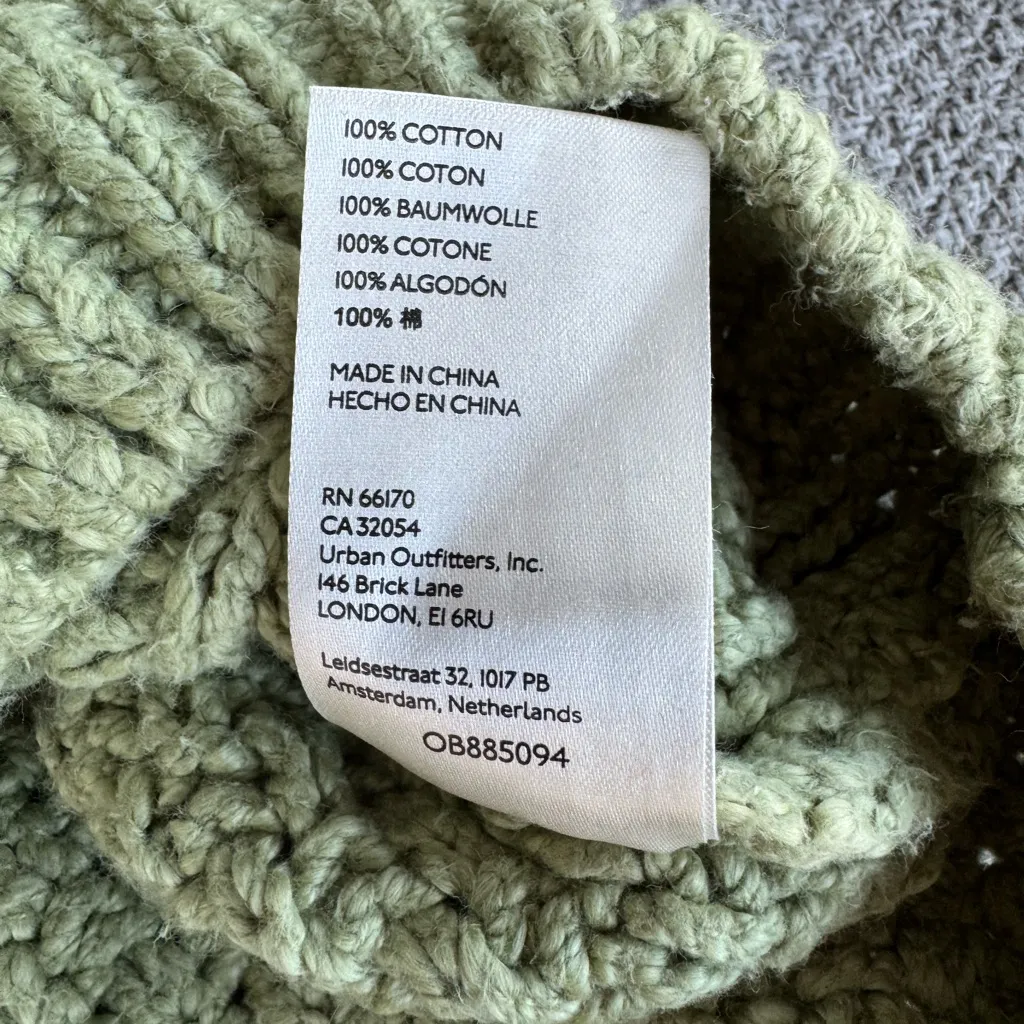 100% COTTON
100% COTON
100% BAUMWOLLE
100% COTONE
100% ALGODÓN
100% 棉
MADE IN CHINA
HECHO EN CHINA
RN 66170
CA 32054
Urban Outfitters, Inc.
146 Brick Lane
LONDON, E1 6RU
Leidsestraat 32, 1017 PB
Amsterdam, Netherlands
OB885094